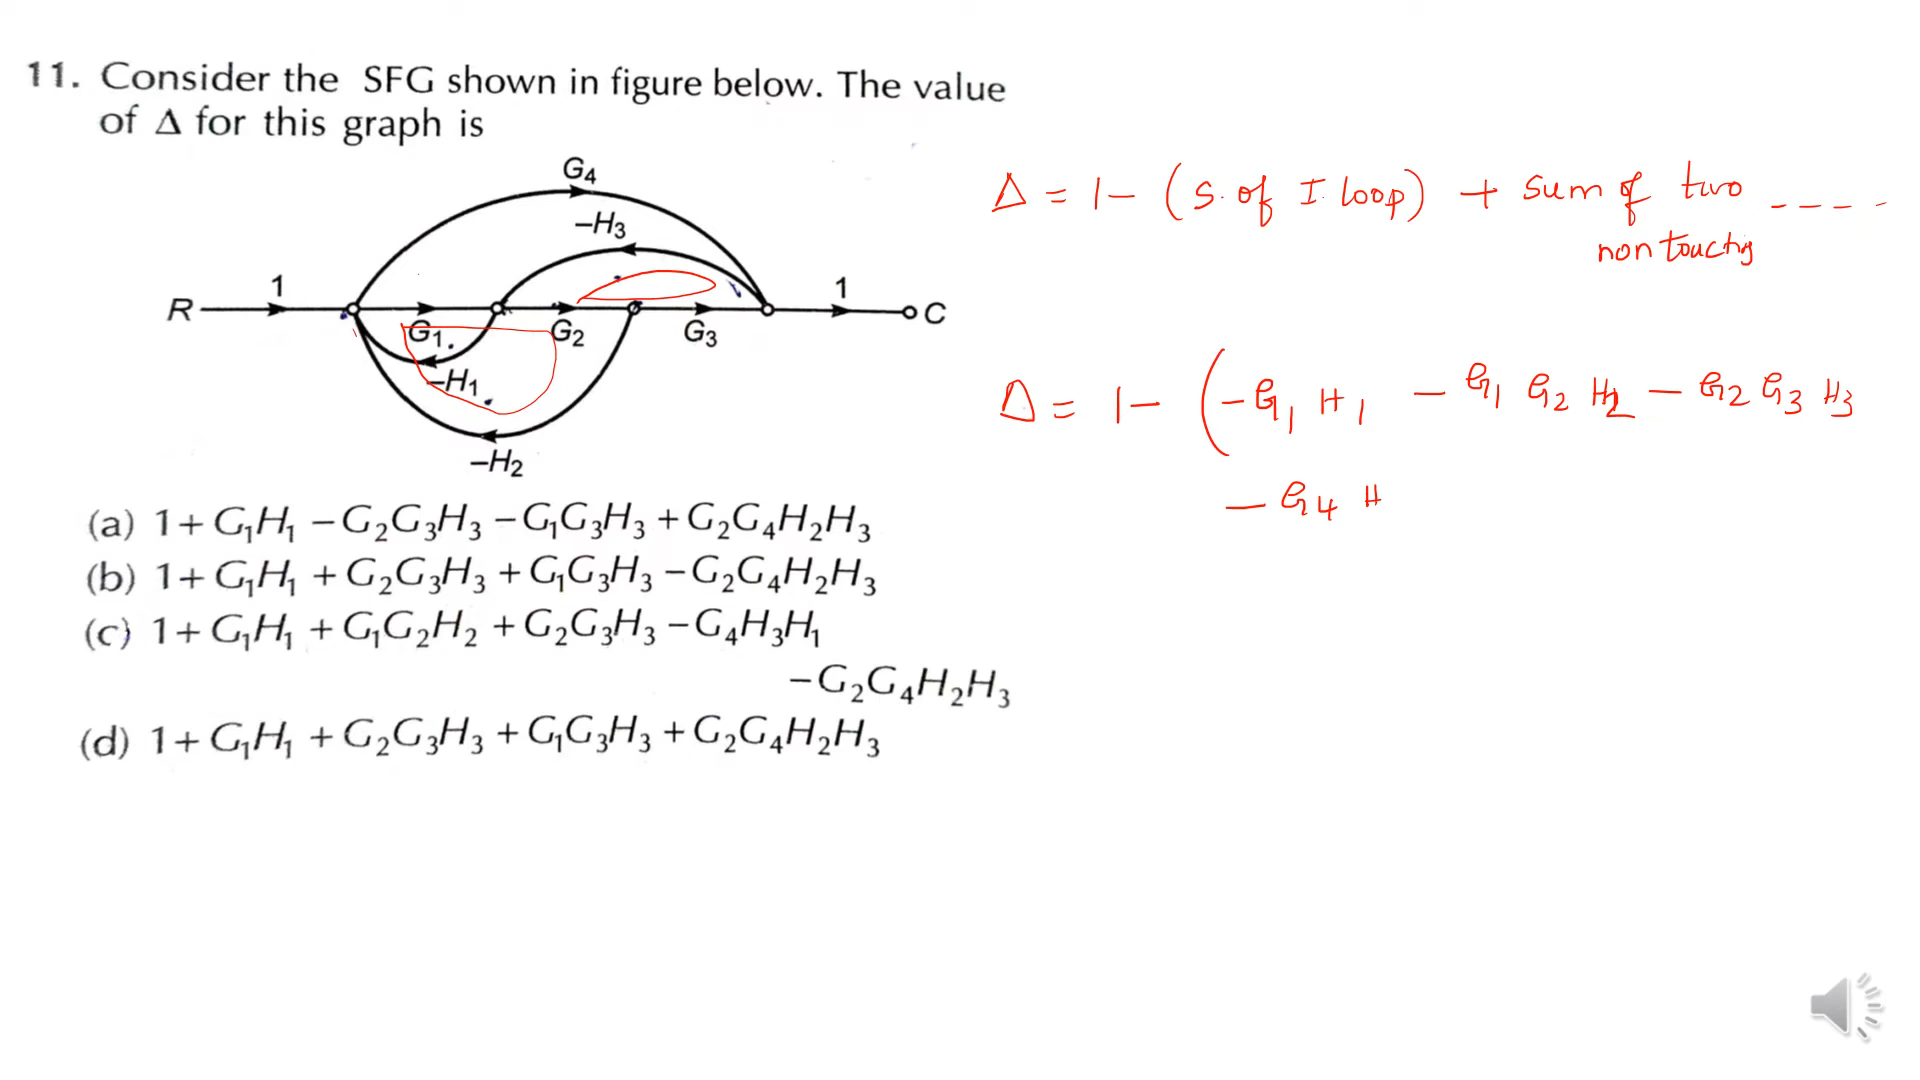 11. Consider the SFG shown in figure below. The value
of Δ for this graph is
G₄
–H₃
R
1
G₁
G₂
G₃
1
C
–H₁
–H₂
(a) 1+G₁H₁ –G₂G₃H₃ –G₁G₃H₃ +G₂G₄H₂H₃
(b) 1+G₁H₁ +G₂G₃H₃ +G₁G₃H₃ –G₂G₄H₂H₃
(c) 1+G₁H₁ +G₁G₂H₂ +G₂G₃H₃ –G₄H₃H₁
–G₂G₄H₂H₃
(d) 1+G₁H₁ +G₂G₃H₃ +G₁G₃H₃ +G₂G₄H₂H₃
Δ = 1 – (S. of I. loop) + sum of two ----
non touchg
Δ = 1 – (–G₁ H₁ – G₁ G₂ H₂ – G₂ G₃ H₃
– G₄ H